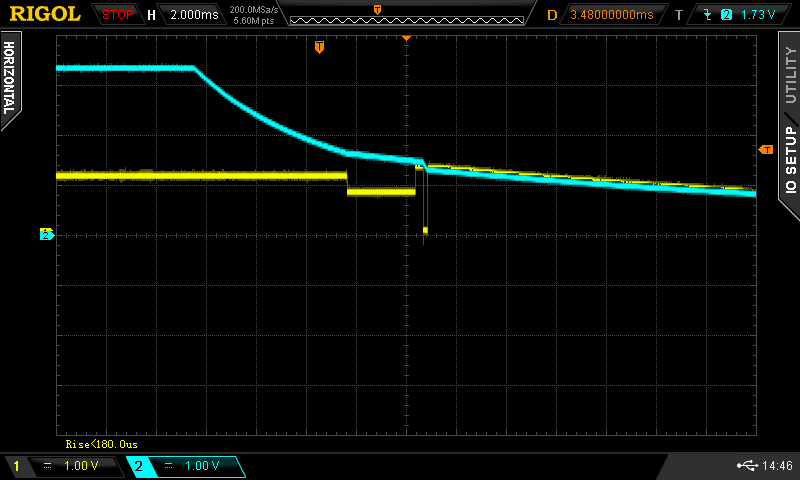 RIGOL STOP H 2.000ms 200.0MSa/s 5.60M pts T D 3.48000000ms T 2 1.73 V
HORIZONTAL
T
UTILITY
IO SETUP
T
1
2
Rise<180.0us
1 1.00 V 2 1.00 V 14:46